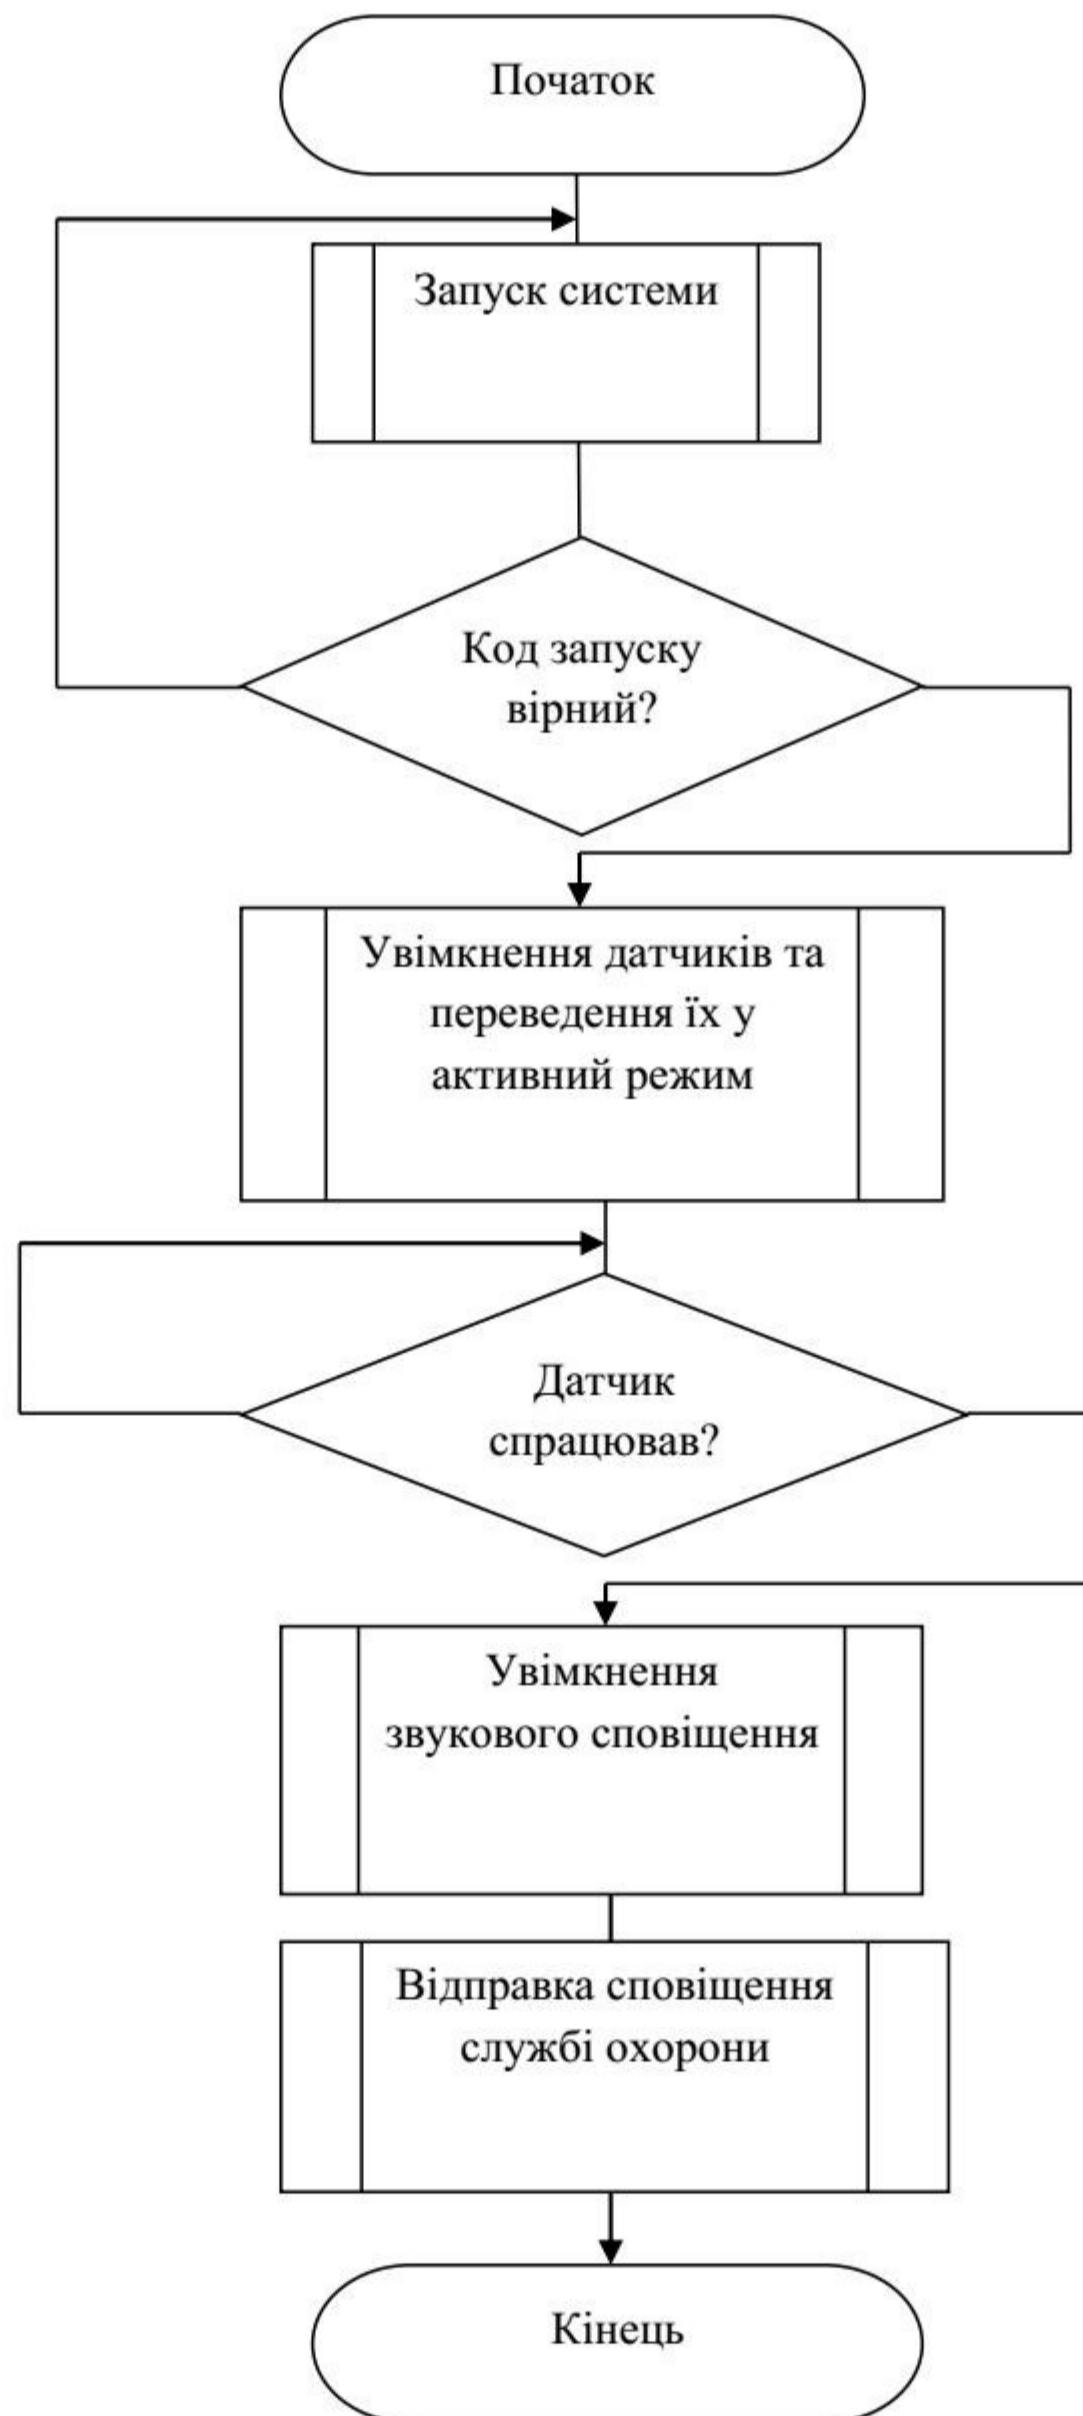 Початок
Запуск системи
Код запуску
вірний?
Увімкнення датчиків та
переведення їх у
активний режим
Датчик
спрацював?
Увімкнення
звукового сповіщення
Відправка сповіщення
службі охорони
Кінець